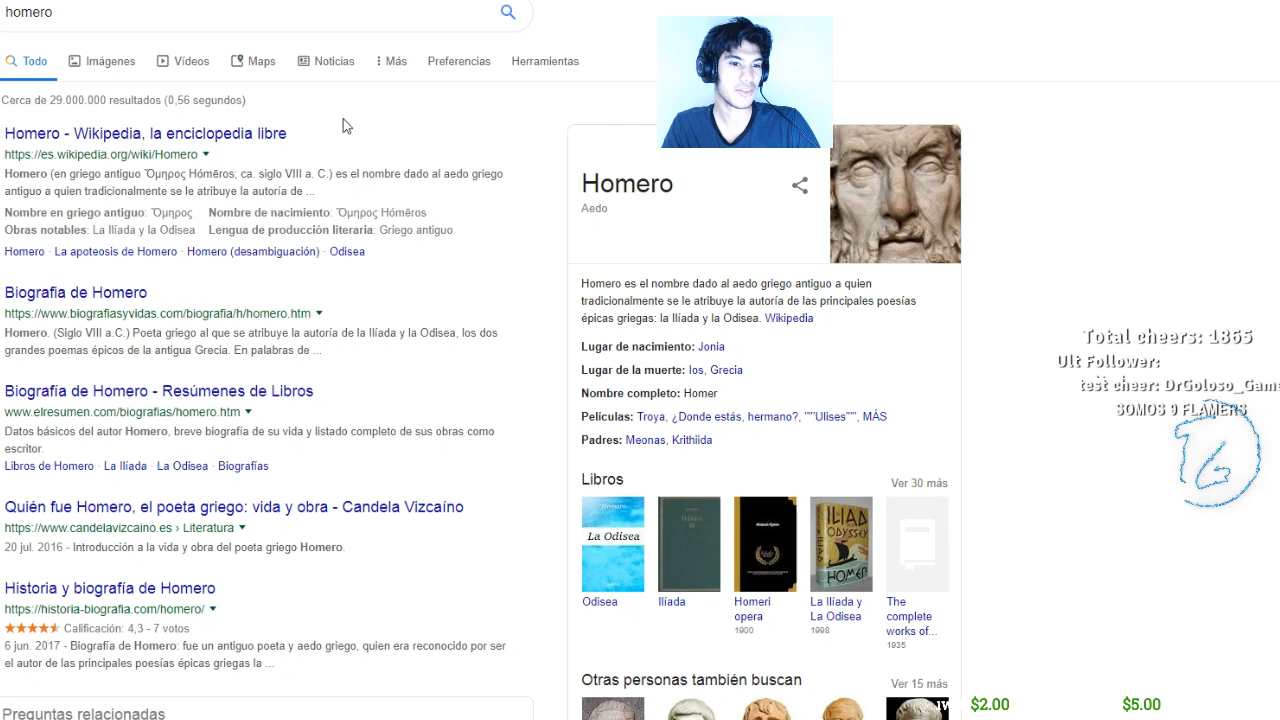 homero
Todo Imágenes Vídeos Maps Noticias Más Preferencias Herramientas
Cerca de 29.000.000 resultados (0,56 segundos)
Homero - Wikipedia, la enciclopedia libre
https://es.wikipedia.org/wiki/Homero
Homero (en griego antiguo Ὅμηρος Hómēros; ca. siglo VIII a. C.) es el nombre dado al aedo griego
antiguo a quien tradicionalmente se le atribuye la autoría de ...
Nombre en griego antiguo: Ὅμηρος Nombre de nacimiento: Ὅμηρος Hómēros
Obras notables: La Ilíada y la Odisea Lengua de producción literaria: Griego antiguo
Homero · La apoteosis de Homero · Homero (desambiguación) · Odisea
Biografia de Homero
https://www.biografiasyvidas.com/biografia/h/homero.htm
Homero. (Siglo VIII a.C.) Poeta griego al que se atribuye la autoría de la Ilíada y la Odisea, los dos
grandes poemas épicos de la antigua Grecia. En palabras de ...
Biografía de Homero - Resúmenes de Libros
www.elresumen.com/biografias/homero.htm
Datos básicos del autor Homero, breve biografía de su vida y listado completo de sus obras como
escritor.
Libros de Homero · La Ilíada · La Odisea · Biografías
Quién fue Homero, el poeta griego: vida y obra - Candela Vizcaíno
https://www.candelavizcaino.es › Literatura
20 jul. 2016 - Introducción a la vida y obra del poeta griego Homero.
Historia y biografía de Homero
https://historia-biografia.com/homero/
Calificación: 4,3 - 7 votos
6 jun. 2017 - Biografía de Homero: fue un antiguo poeta y aedo griego, quien era reconocido por ser
el autor de las principales poesías épicas griegas la ...
Preguntas relacionadas
Homero
Aedo
Homero es el nombre dado al aedo griego antiguo a quien
tradicionalmente se le atribuye la autoría de las principales poesías
épicas griegas: la Ilíada y la Odisea. Wikipedia
Lugar de nacimiento: Jonia
Lugar de la muerte: Ios, Grecia
Nombre completo: Homer
Películas: Troya, ¿Donde estás, hermano?, """Ulises""", MÁS
Padres: Meonas, Krithiida
Libros Ver 30 más
La Odisea
ILIAD
ODYSSEY
HOMER
Odisea
Ilíada
Homeri
opera
1900
La Ilíada y
La Odisea
1998
The
complete
works of...
1935
Otras personas también buscan Ver 15 más
Total cheers: 1865
Ult Follower:
test cheer: DrGoloso_Game
SOMOS 9 FLAMERS
6
$2.00 $5.00